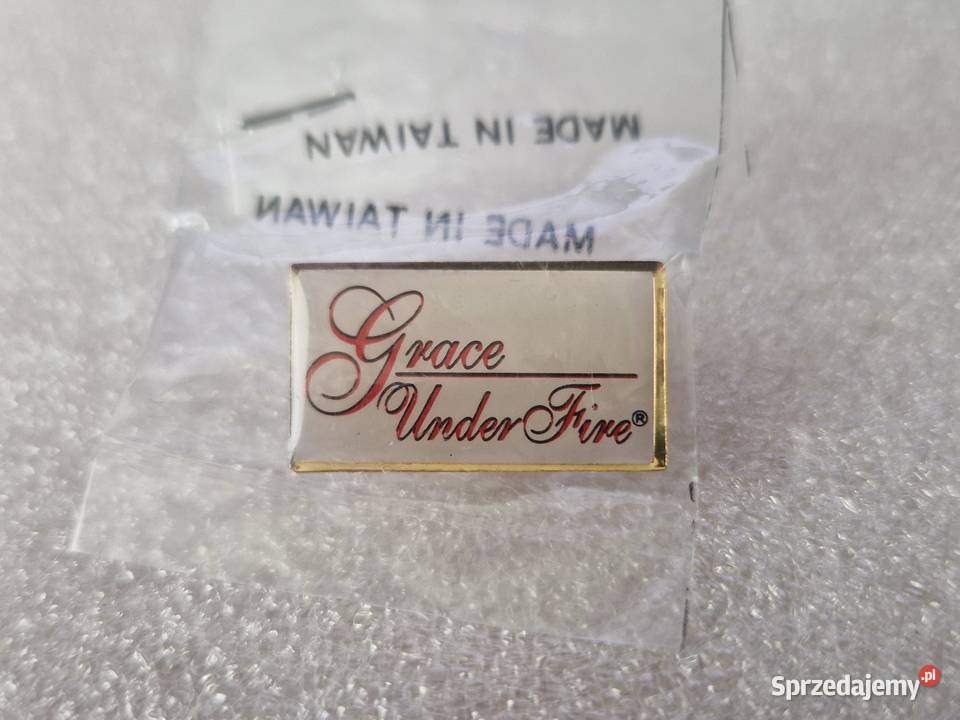 MADE IN TAIWAN
MADE IN TAIWAN
Grace
Under Fire®
Sprzedajemy.pl